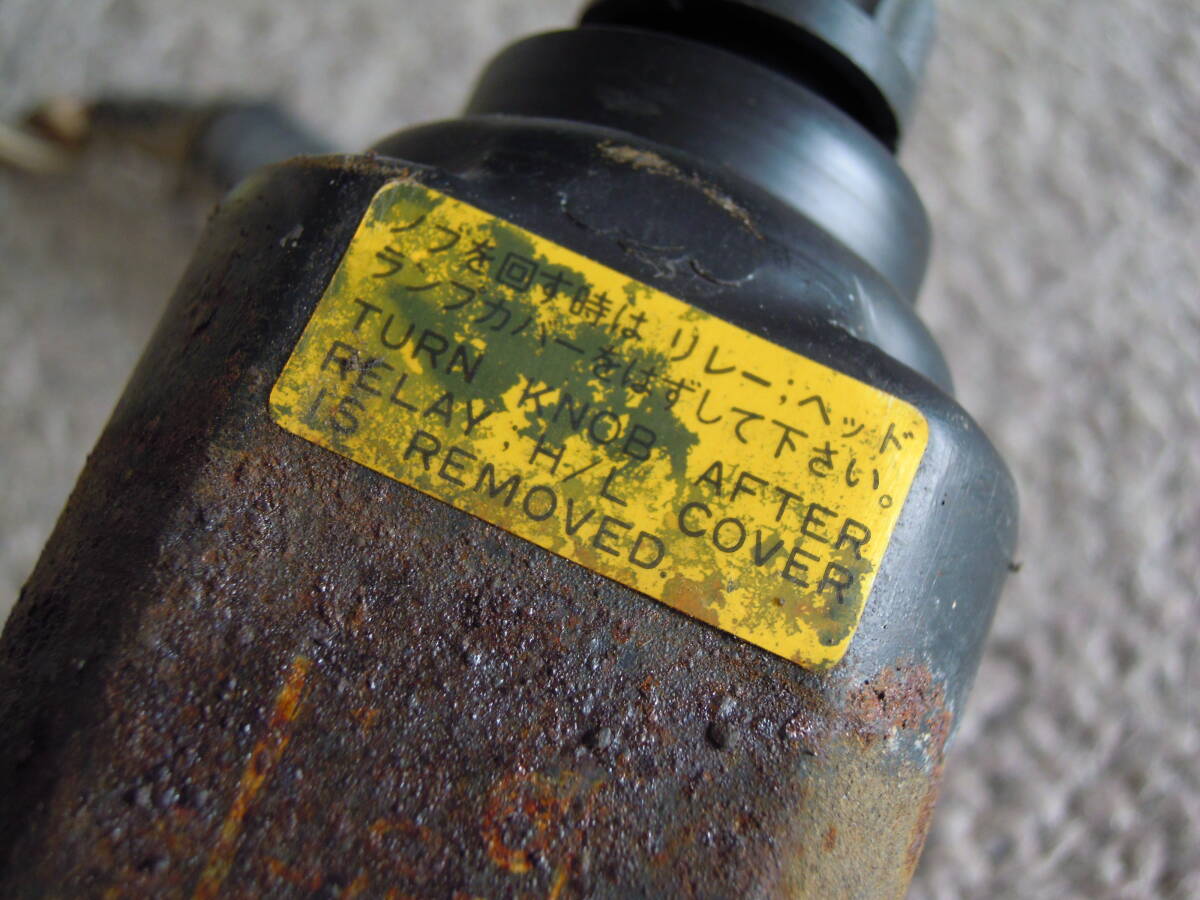 ノブを回す時は リレー;ヘッド
ランプカバーをはずして下さい。
TURN KNOB AFTER
RELAY;H/L COVER
IS REMOVED.